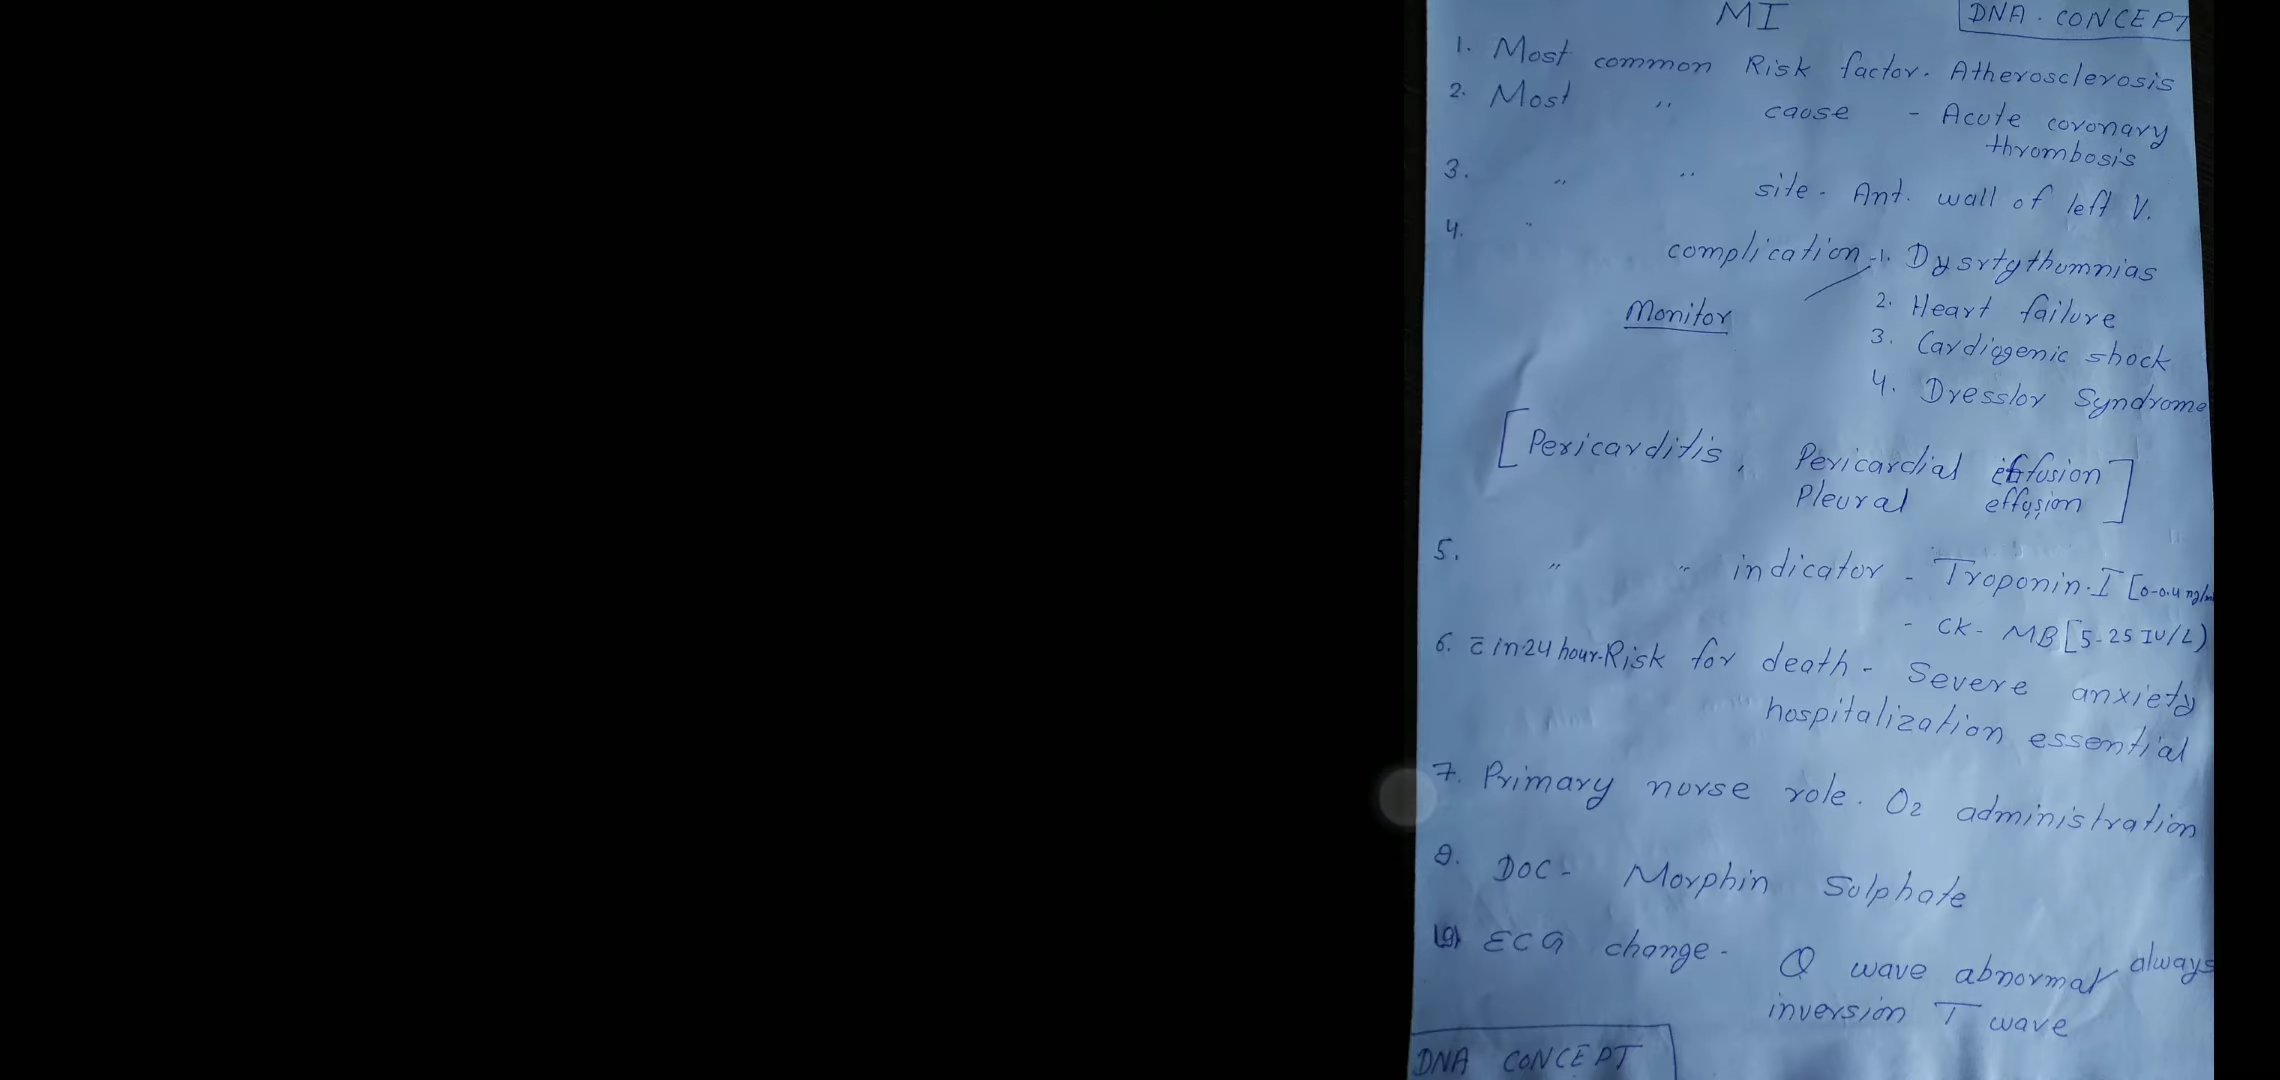 MI DNA. CONCEPT
1. Most common Risk factor. Atherosclerosis
2. Most " cause - Acute coronary
thrombosis
3. " " site - Ant. wall of left V.
4. " complication - 1. Dysrtythumnias
Monitor
2. Heart failure
3. Cardiogenic shock
4. Dresslor Syndrome
[Pericarditis, Pericardial effusion
Pleural effusion]
5. " " indicator - Troponin-I [0-0.4 ng/m
- CK-MB [5-25 IU/L)
6. c̄ in 24 hour-Risk for death - Severe anxiety
hospitalization essential
7. Primary nurse role. O2 administration
8. DOC - Morphin Sulphate
(9) ECG change - Q wave abnormal always
inversion T wave
DNA CONCEPT